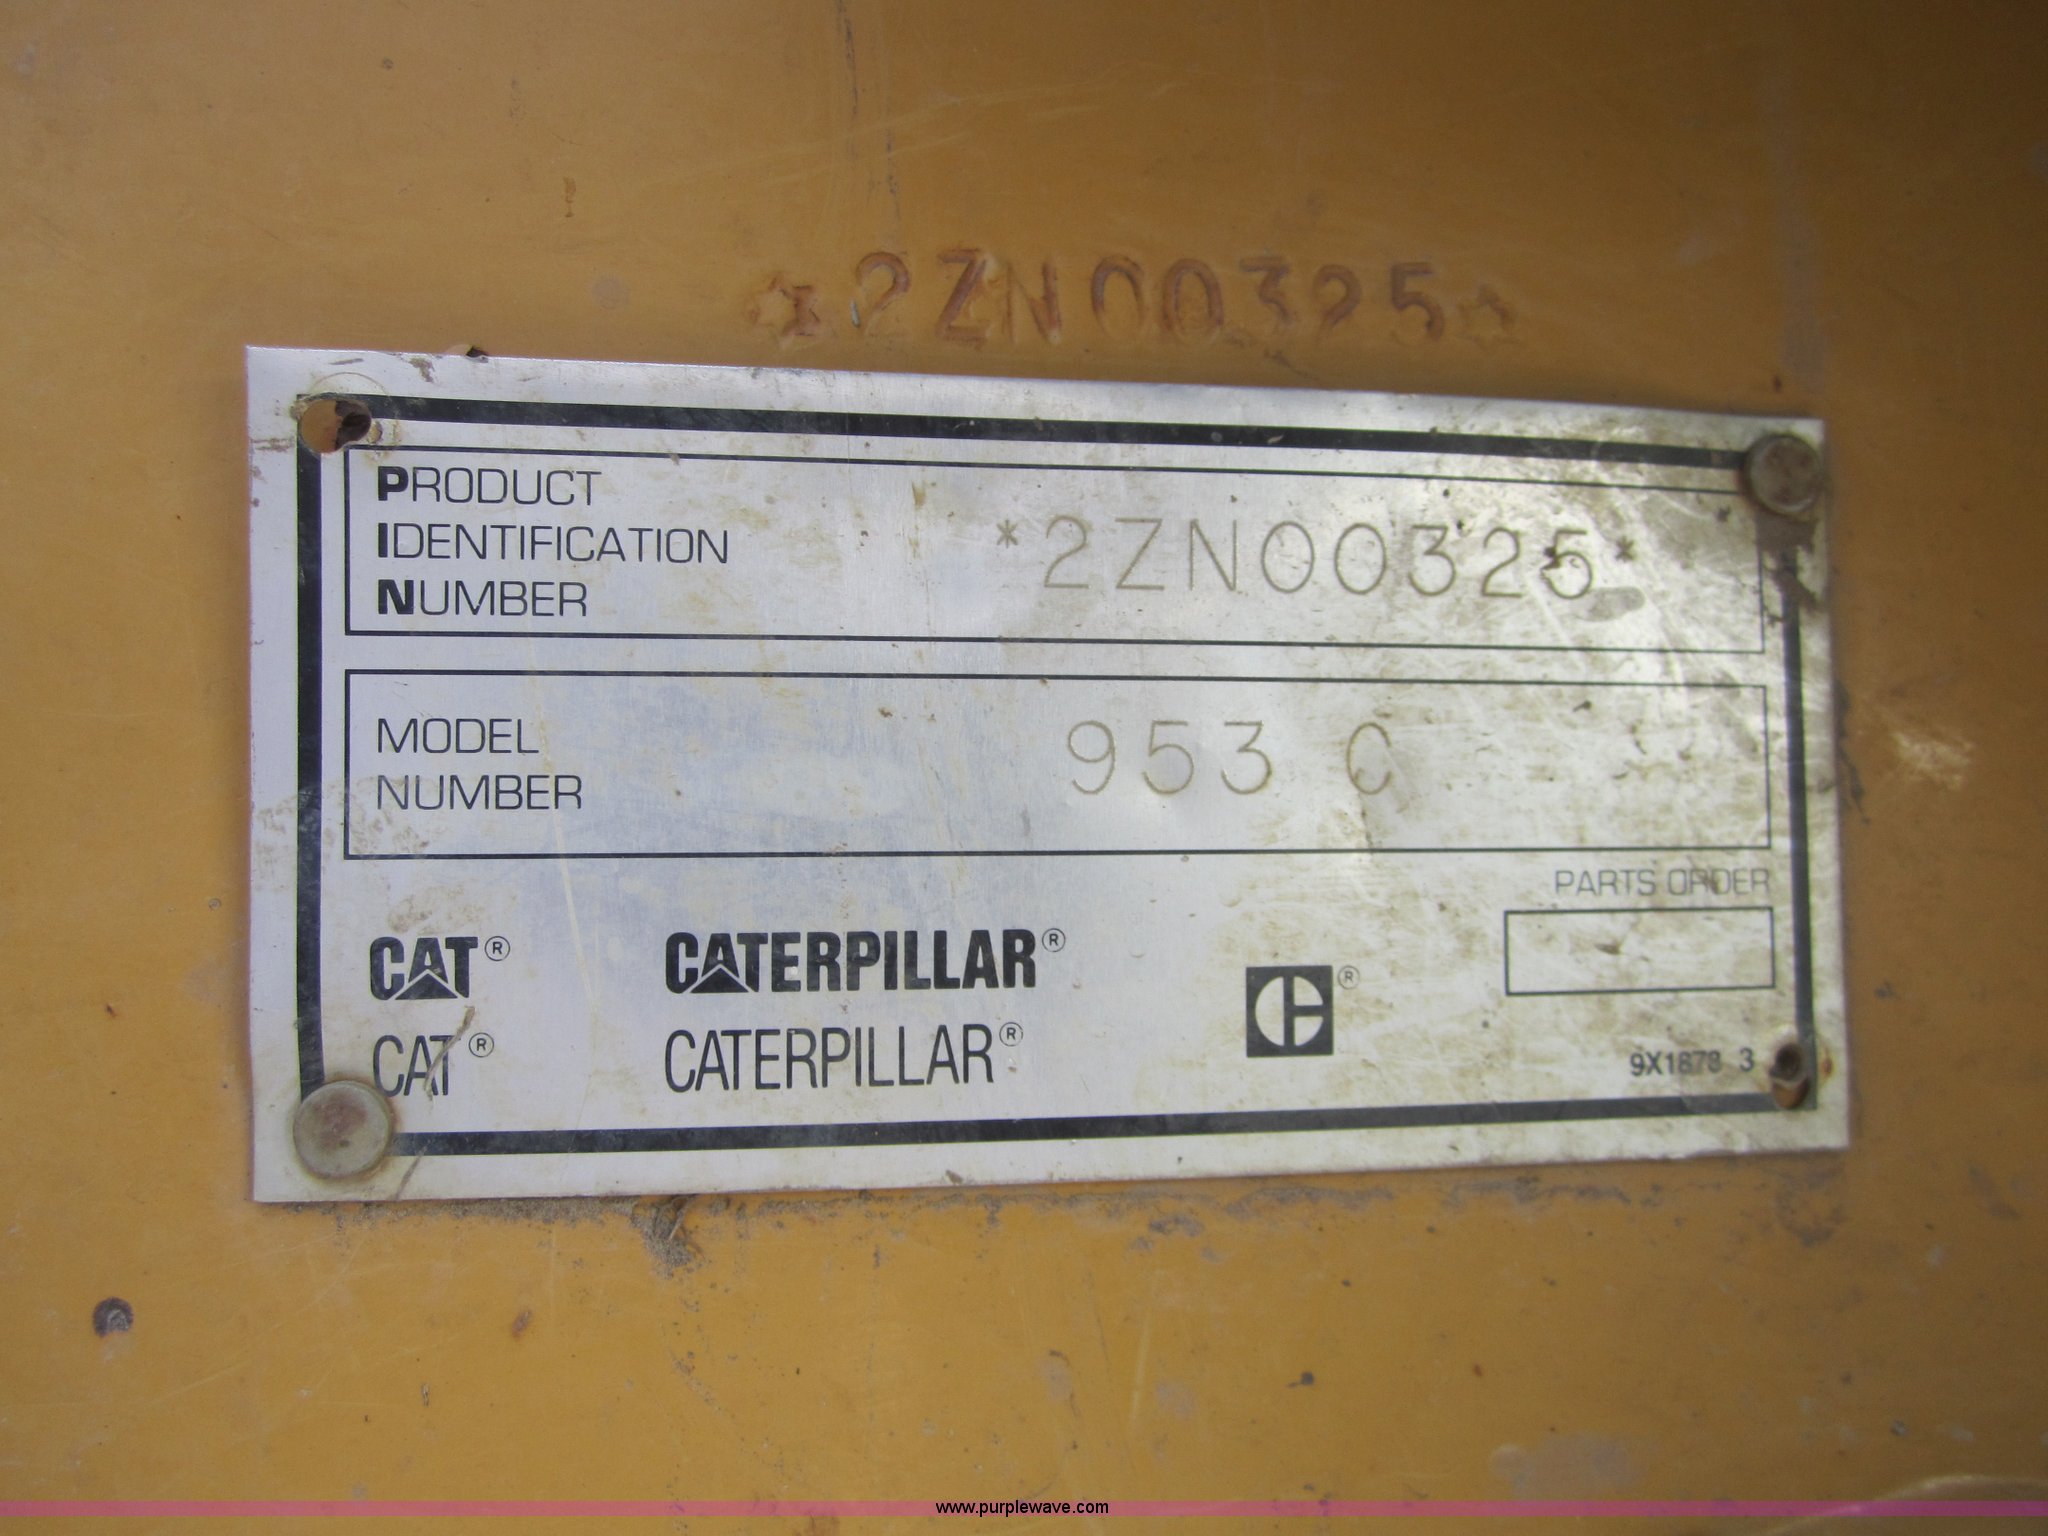 *2ZN00325*
PRODUCT
IDENTIFICATION
NUMBER
*2ZN00325*
MODEL
NUMBER
953 C
PARTS ORDER
CAT® CATERPILLAR®
CAT® CATERPILLAR®
®
9X1878 3
www.purplewave.com